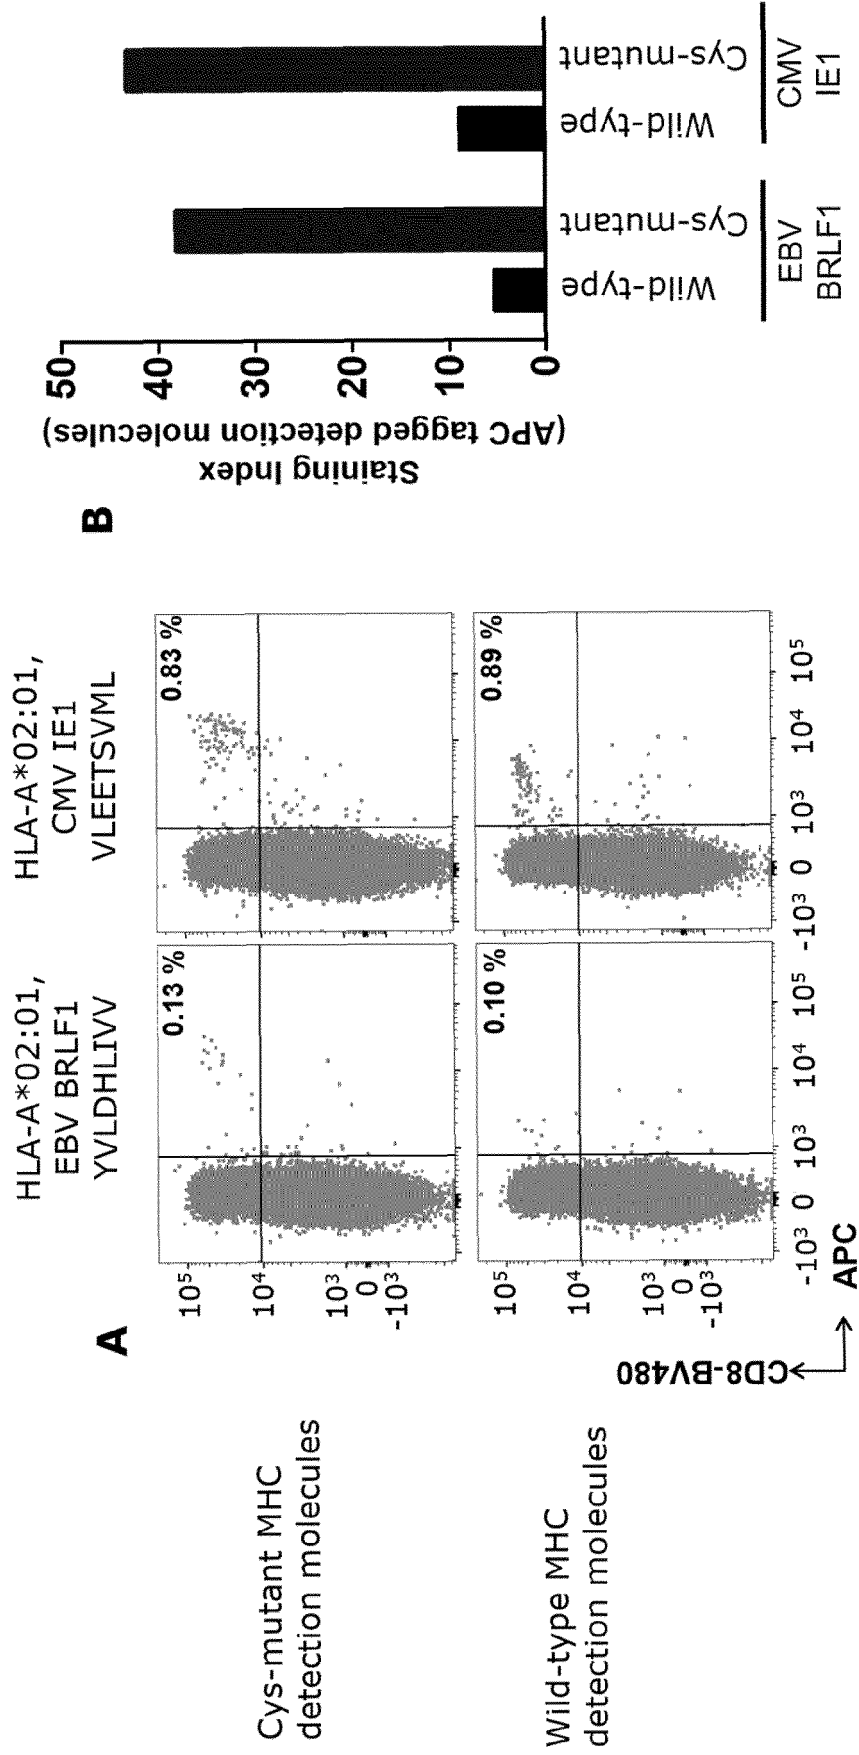 A
HLA-A*02:01,
EBV BRLF1
YVLDHLIVV
HLA-A*02:01,
CMV IE1
VLEETSVML
Cys-mutant MHC
detection molecules
10⁵
10⁴
10³
0
-10³
0.13 %
0.83 %
Wild-type MHC
detection molecules
10⁵
10⁴
10³
0
-10³
0.10 %
0.89 %
-10³ 0 10³ 10⁴ 10⁵
-10³ 0 10³ 10⁴ 10⁵
CD8-BV480
APC
B
Staining Index
(APC tagged detection molecules)
50
40
30
20
10
0
Wild-type
Cys-mutant
Wild-type
Cys-mutant
EBV
BRLF1
CMV
IE1